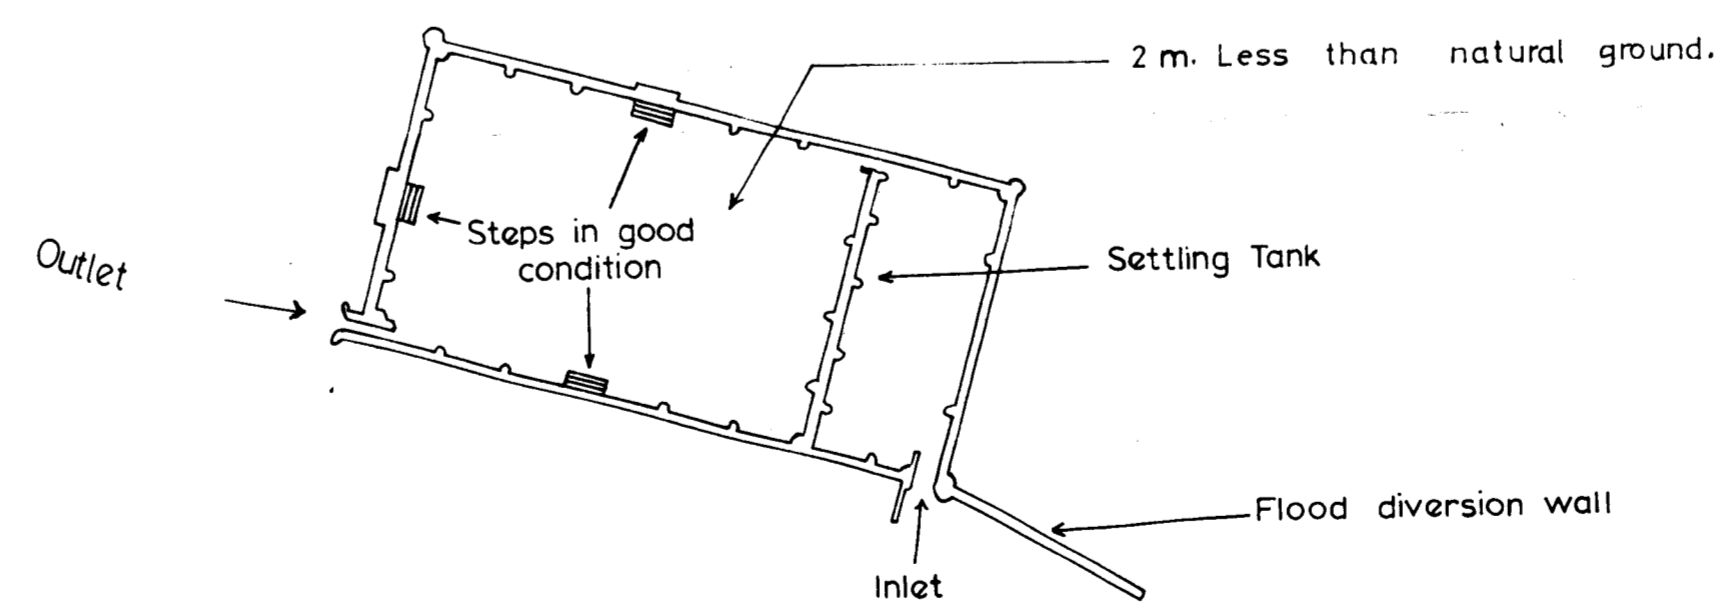 2 m. Less than natural ground.
Steps in good
condition
Settling Tank
Outlet
Flood diversion wall
Inlet